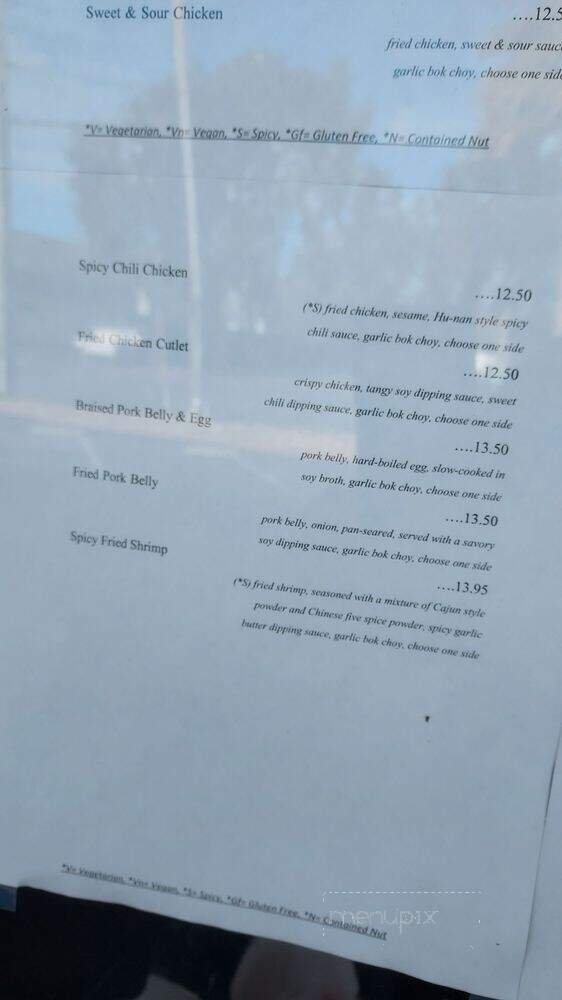 Sweet & Sour Chicken ....12.5
fried chicken, sweet & sour sauc
garlic bok choy, choose one sid
*V= Vegetarian, *Vn= Vegan, *S= Spicy, *Gf= Gluten Free, *N= Contained Nut
Spicy Chili Chicken ....12.50
(*S) fried chicken, sesame, Hu-nan style spicy
chili sauce, garlic bok choy, choose one side
Fried Chicken Cutlet ....12.50
crispy chicken, tangy soy dipping sauce, sweet
chili dipping sauce, garlic bok choy, choose one side
Braised Pork Belly & Egg ....13.50
pork belly, hard-boiled egg, slow-cooked in
soy broth, garlic bok choy, choose one side
Fried Pork Belly ....13.50
pork belly, onion, pan-seared, served with a savory
soy dipping sauce, garlic bok choy, choose one side
Spicy Fried Shrimp ....13.95
(*S) fried shrimp, seasoned with a mixture of Cajun style
powder and Chinese five spice powder, spicy garlic
butter dipping sauce, garlic bok choy, choose one side
*V= Vegetarian, *Vn= Vegan, *S= Spicy, *Gf= Gluten Free, *N= Contained Nut
menupix